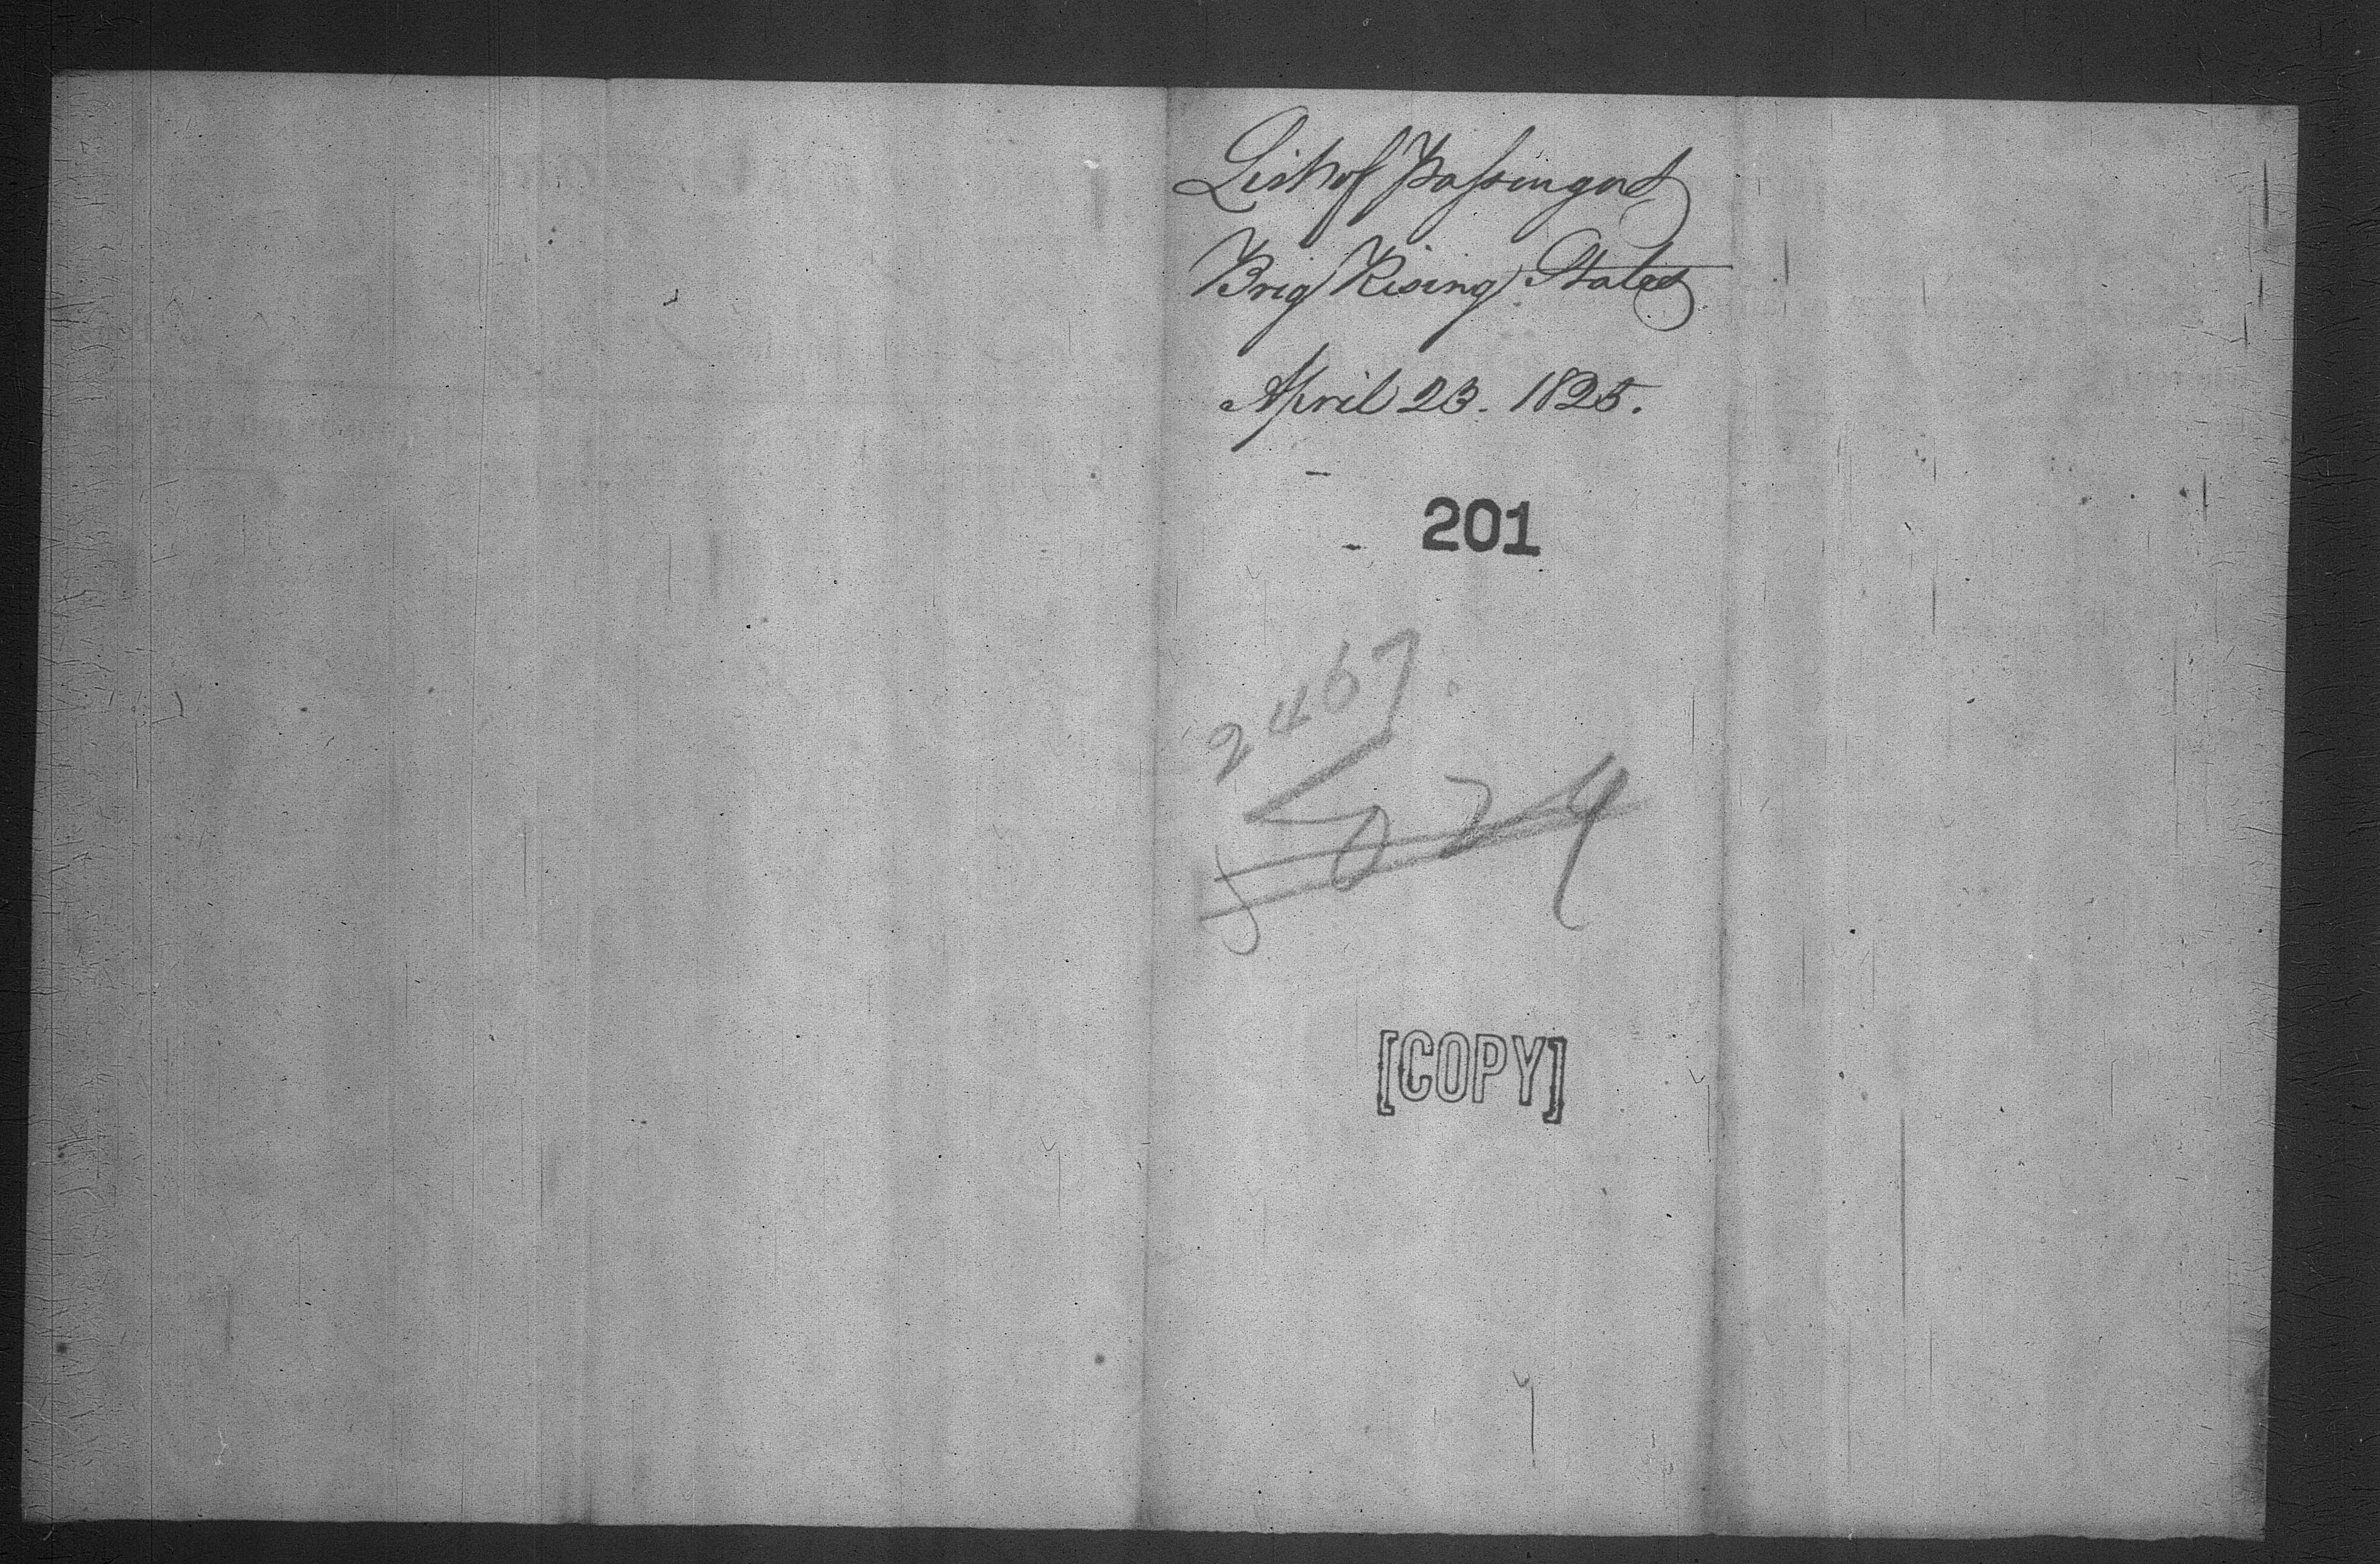 List of Passengers
Brig Rising States
April 23. 1825.
201
2467
[COPY]